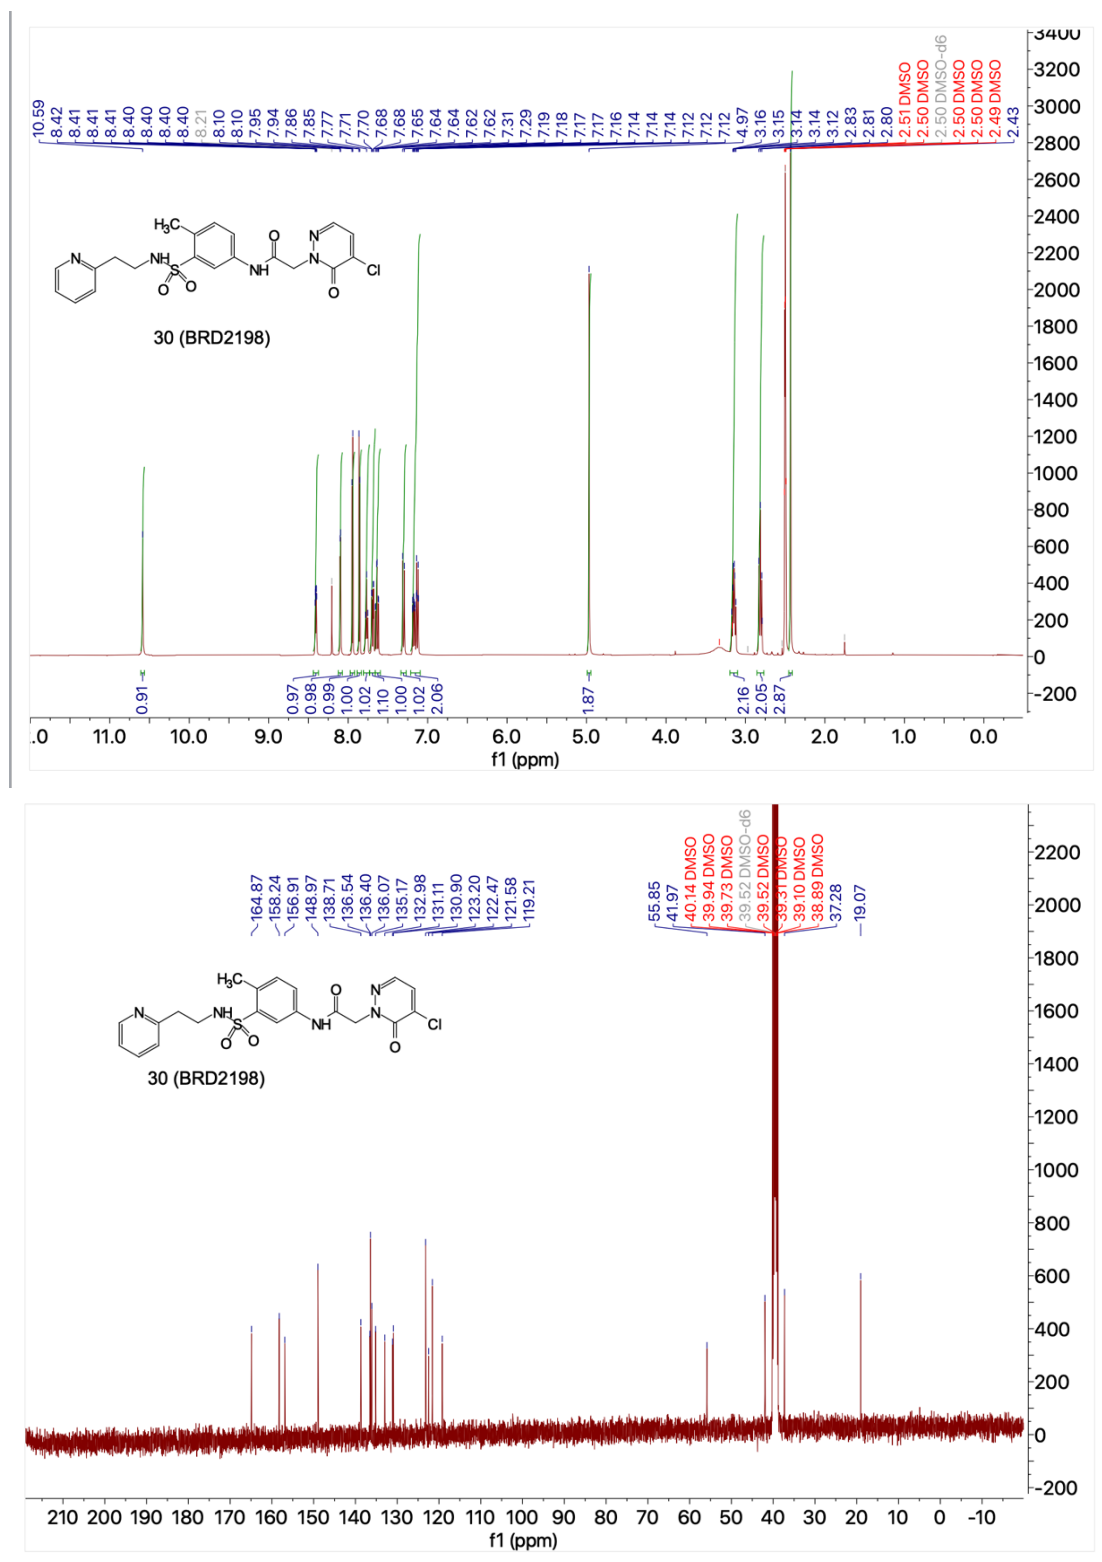 10.59 8.42 8.41 8.41 8.41 8.40 8.40 8.40 8.40 8.21 8.10 8.10 7.95 7.94 7.86 7.85 7.77 7.71 7.70 7.68 7.68 7.65 7.64 7.64 7.62 7.62 7.31 7.29 7.19 7.18 7.17 7.17 7.16 7.14 7.14 7.14 7.12 7.12 7.12 4.97 3.16 3.15 3.14 3.14 3.12 2.83 2.81 2.80 2.51 DMSO 2.50 DMSO 2.50 DMSO-d6 2.50 DMSO 2.50 DMSO 2.49 DMSO 2.43
3400
3200
3000
2800
2600
2400
2200
2000
1800
1600
1400
1200
1000
800
600
400
200
0
-200
H₃C
N
NH
S
O
O
NH
O
N
N
O
Cl
30 (BRD2198)
0.91 0.97 0.98 0.99 1.00 1.02 1.10 1.00 1.02 2.06 1.87 2.16 2.05 2.87
.0 11.0 10.0 9.0 8.0 7.0 6.0 5.0 4.0 3.0 2.0 1.0 0.0
f1 (ppm)
164.87 158.24 156.91 148.97 138.71 136.54 136.40 136.07 135.17 132.98 131.11 130.90 123.20 122.47 121.58 119.21 55.85 41.97 40.14 DMSO 39.94 DMSO 39.73 DMSO 39.52 DMSO-d6 39.52 DMSO 39.31 DMSO 39.10 DMSO 38.89 DMSO 37.28 19.07
2200
2000
1800
1600
1400
1200
1000
800
600
400
200
0
-200
H₃C
N
NH
S
O
O
NH
O
N
N
O
Cl
30 (BRD2198)
210 200 190 180 170 160 150 140 130 120 110 100 90 80 70 60 50 40 30 20 10 0 -10
f1 (ppm)